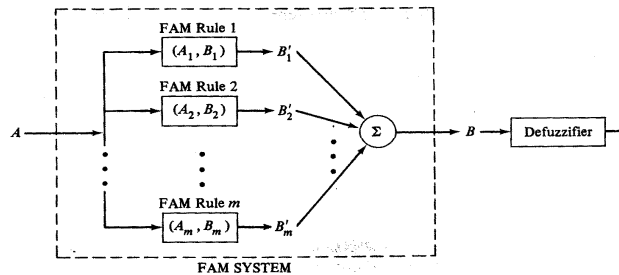 FAM Rule 1
(A₁, B₁)
B′₁
FAM Rule 2
(A₂, B₂)
B′₂
A
Σ
B
Defuzzifier
FAM Rule m
(Aₘ, Bₘ)
B′ₘ
FAM SYSTEM